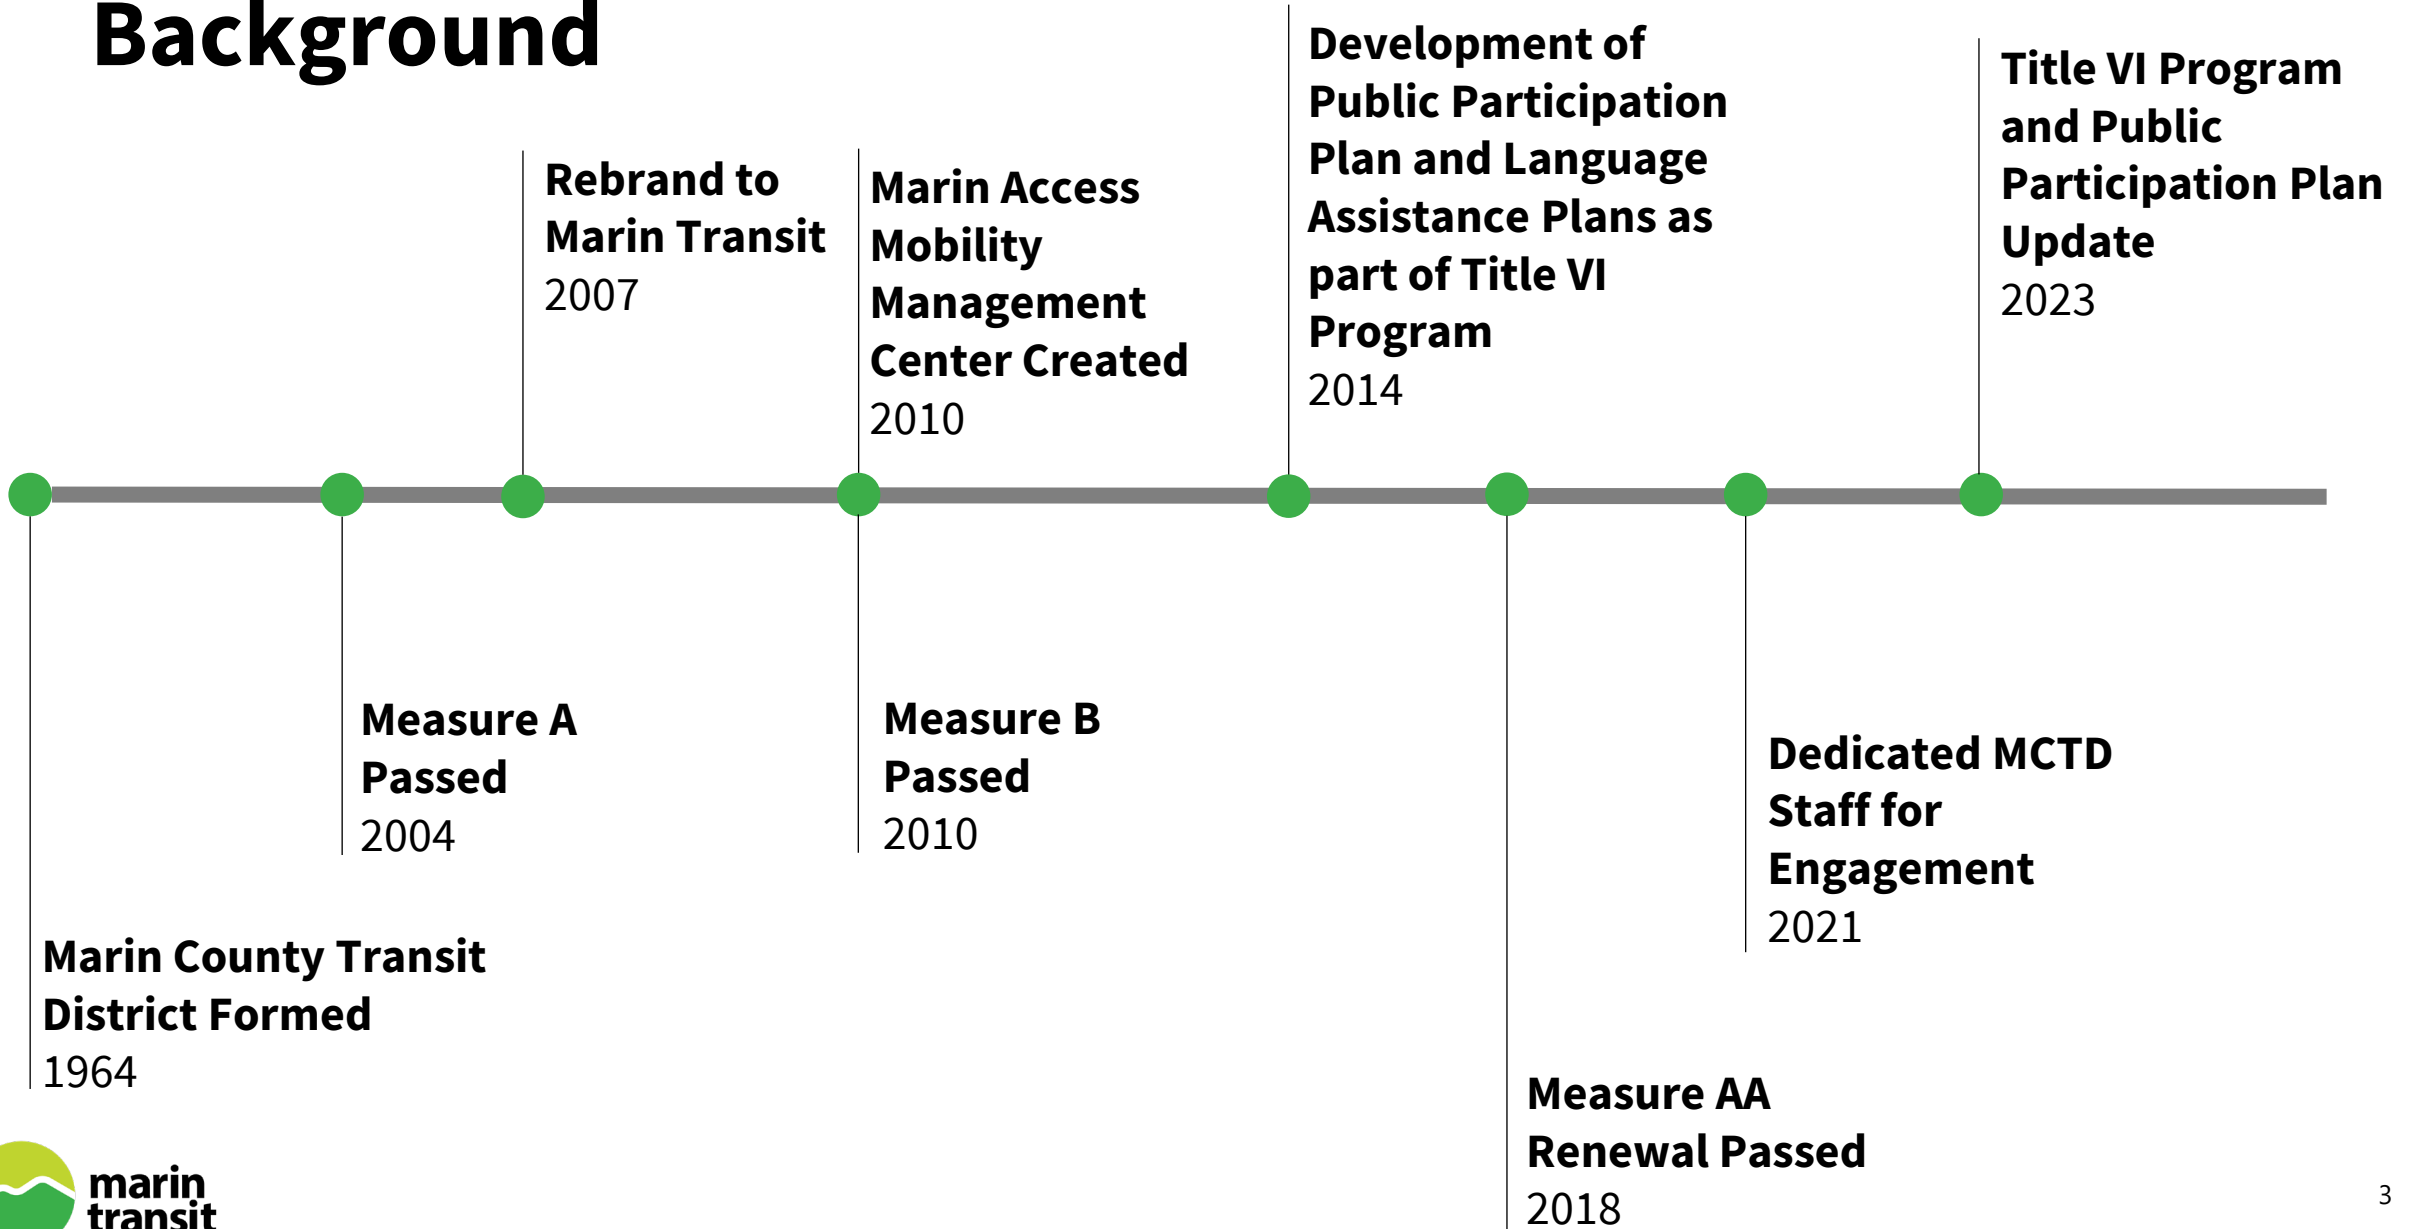 Background
Rebrand to
Marin Transit
2007
Marin Access
Mobility
Management
Center Created
2010
Development of
Public Participation
Plan and Language
Assistance Plans as
part of Title VI
Program
2014
Title VI Program
and Public
Participation Plan
Update
2023
Marin County Transit
District Formed
1964
Measure A
Passed
2004
Measure B
Passed
2010
Measure AA
Renewal Passed
2018
Dedicated MCTD
Staff for
Engagement
2021
marin
transit
3